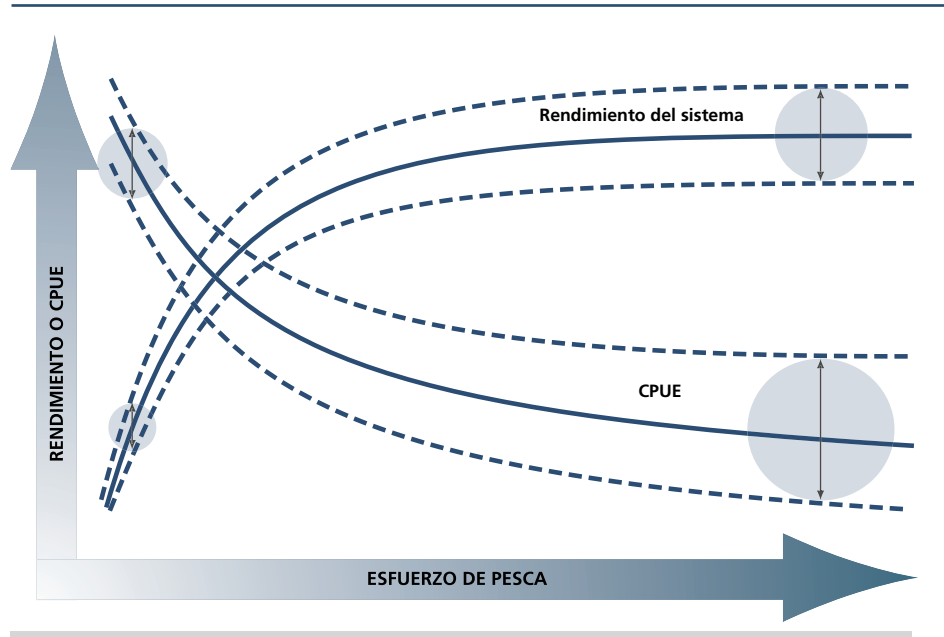 Rendimiento del sistema
RENDIMIENTO O CPUE
CPUE
ESFUERZO DE PESCA